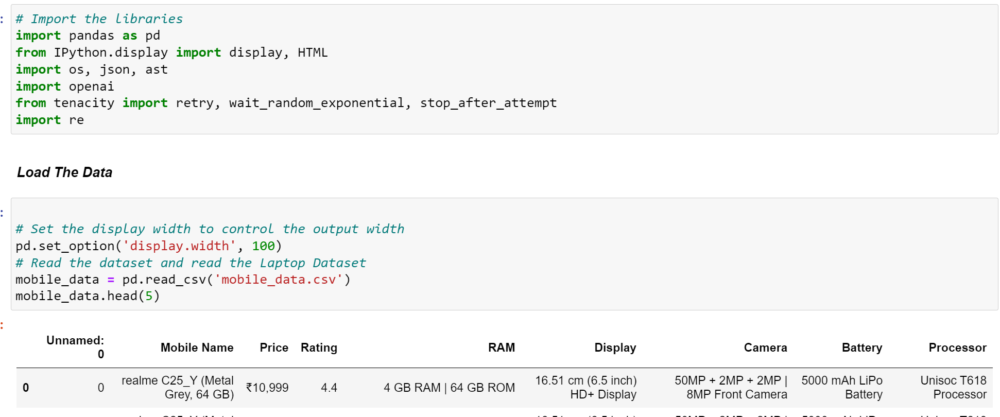 # Import the libraries
import pandas as pd
from IPython.display import display, HTML
import os, json, ast
import openai
from tenacity import retry, wait_random_exponential, stop_after_attempt
import re
Load The Data
# Set the display width to control the output width
pd.set_option('display.width', 100)
# Read the dataset and read the Laptop Dataset
mobile_data = pd.read_csv('mobile_data.csv')
mobile_data.head(5)
Unnamed: 0 Mobile Name Price Rating RAM Display Camera Battery Processor
0 0 realme C25_Y (Metal Grey, 64 GB) ₹10,999 4.4 4 GB RAM | 64 GB ROM 16.51 cm (6.5 inch) HD+ Display 50MP + 2MP + 2MP | 8MP Front Camera 5000 mAh LiPo Battery Unisoc T618 Processor